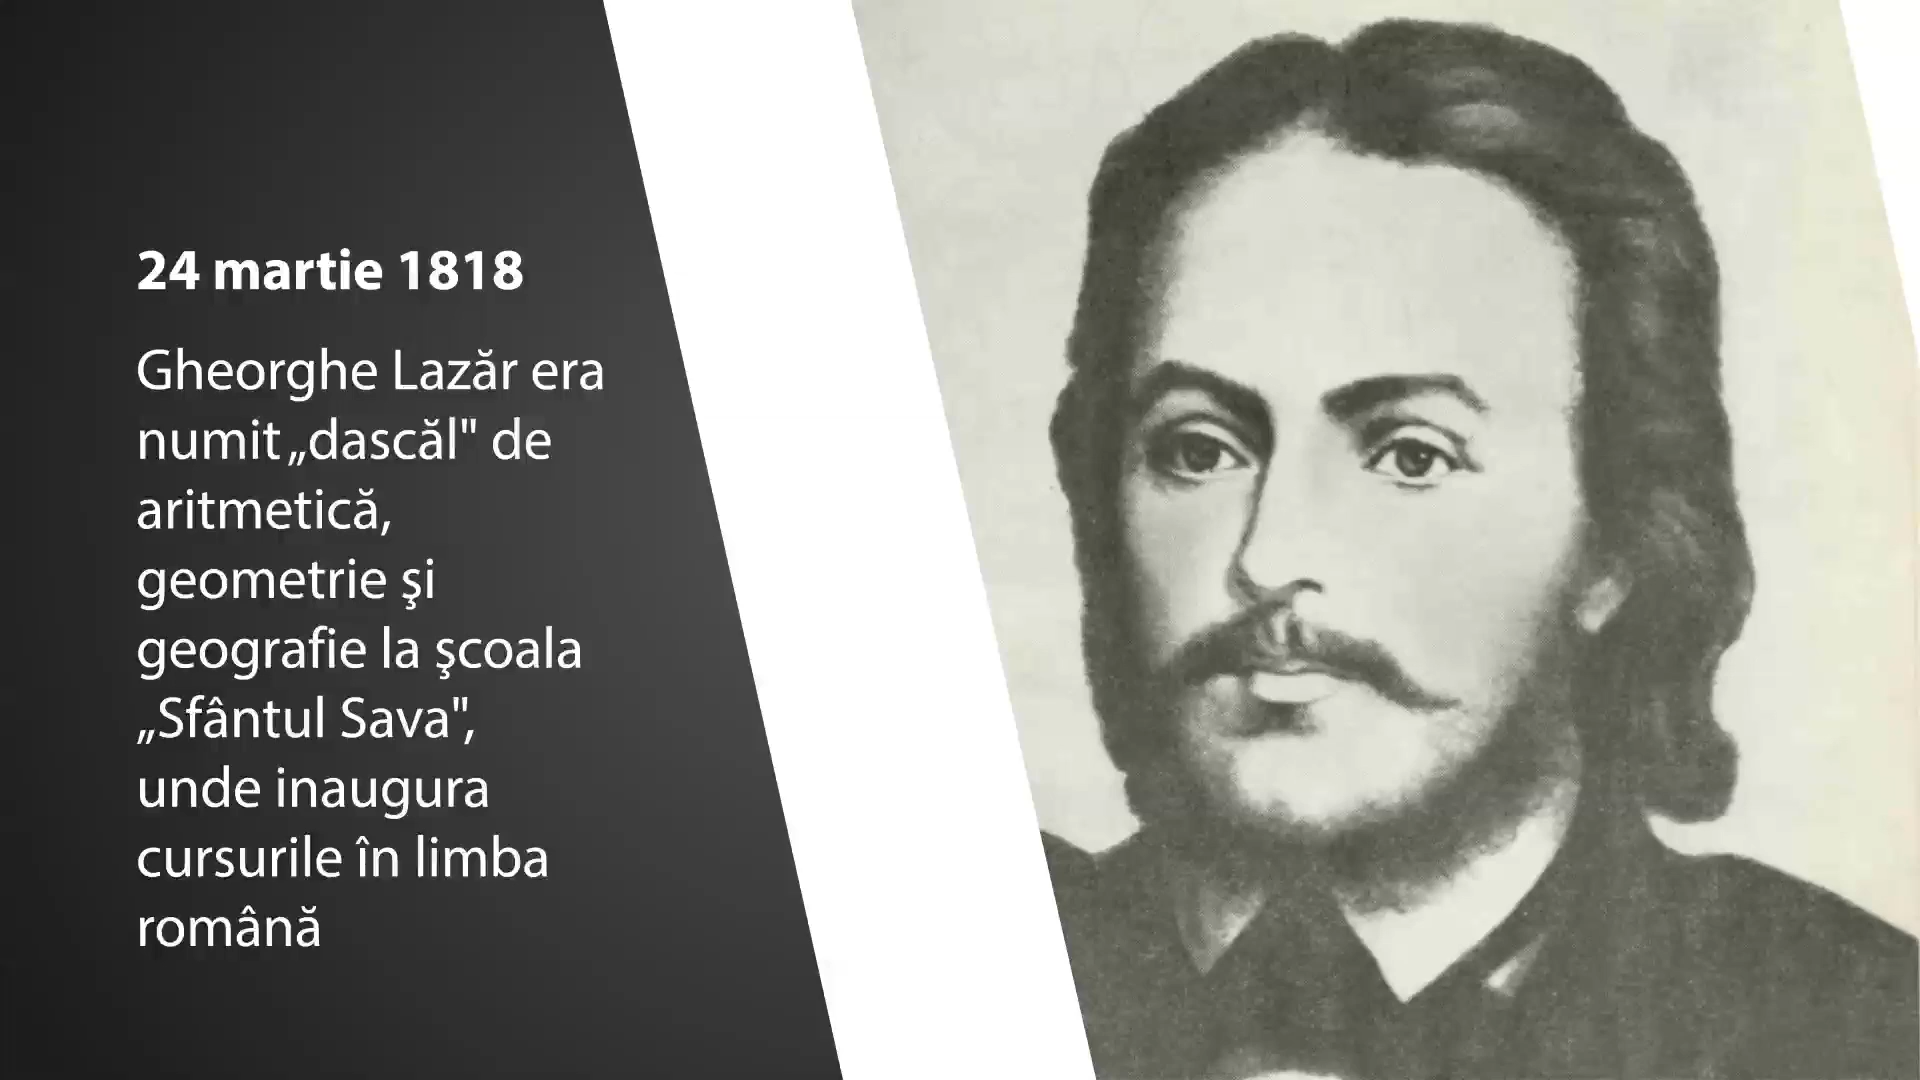 24 martie 1818
Gheorghe Lazăr era
numit „dascăl" de
aritmetică,
geometrie şi
geografie la şcoala
„Sfântul Sava",
unde inaugura
cursurile în limba
română